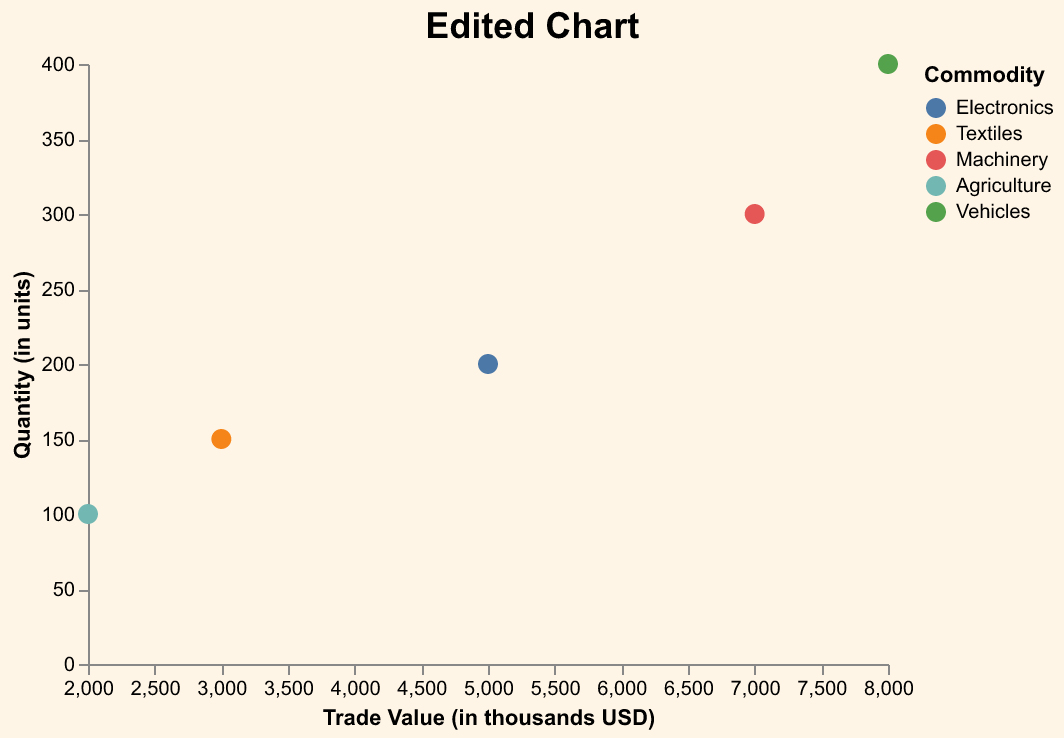 Edited Chart
400
350
300
250
200
150
100
50
0
Quantity (in units)
2,000 2,500 3,000 3,500 4,000 4,500 5,000 5,500 6,000 6,500 7,000 7,500 8,000
Trade Value (in thousands USD)
Commodity
Electronics
Textiles
Machinery
Agriculture
Vehicles